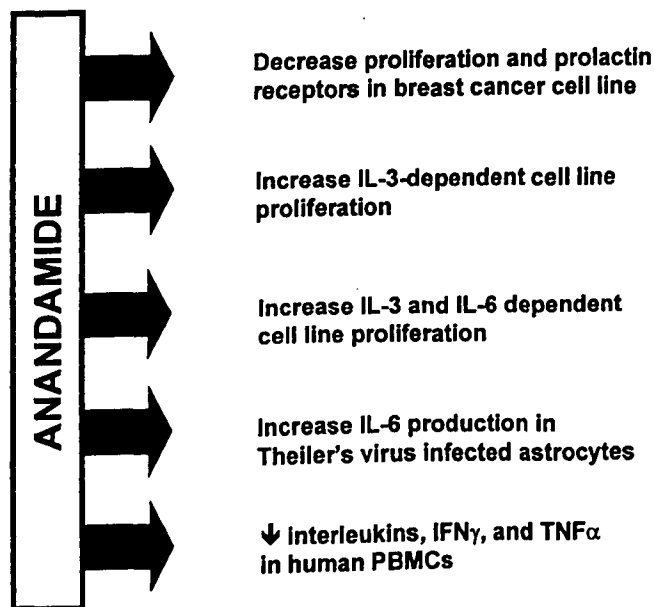 ANANDAMIDE
Decrease proliferation and prolactin
receptors in breast cancer cell line
Increase IL-3-dependent cell line
proliferation
Increase IL-3 and IL-6 dependent
cell line proliferation
Increase IL-6 production in
Theiler's virus infected astrocytes
↓ interleukins, IFNγ, and TNFα
in human PBMCs